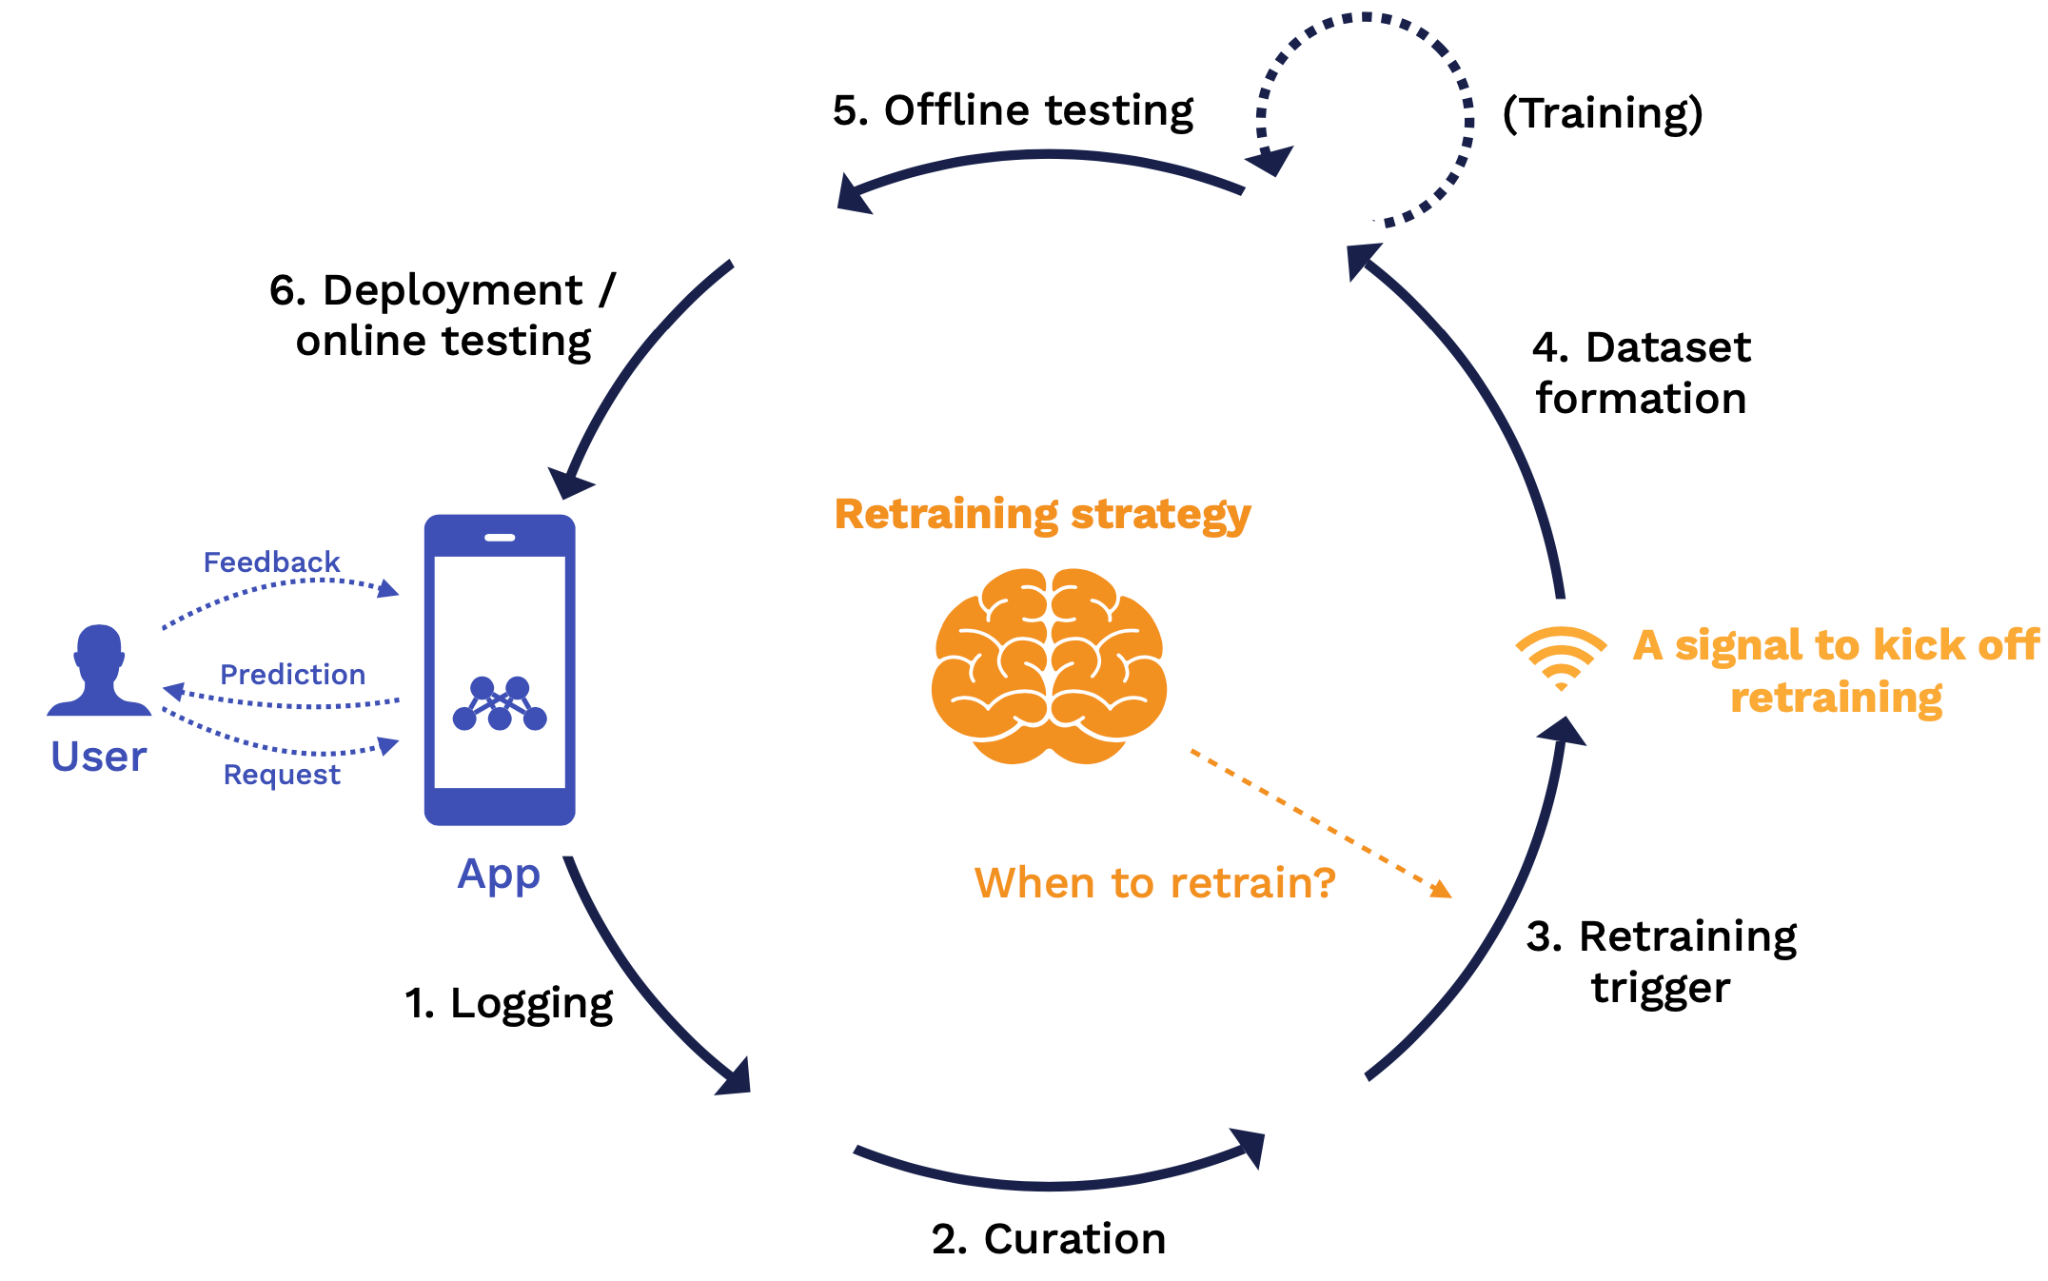 5. Offline testing
(Training)
6. Deployment /
online testing
4. Dataset
formation
Retraining strategy
Feedback
Prediction
Request
User
App
A signal to kick off
retraining
When to retrain?
3. Retraining
trigger
1. Logging
2. Curation